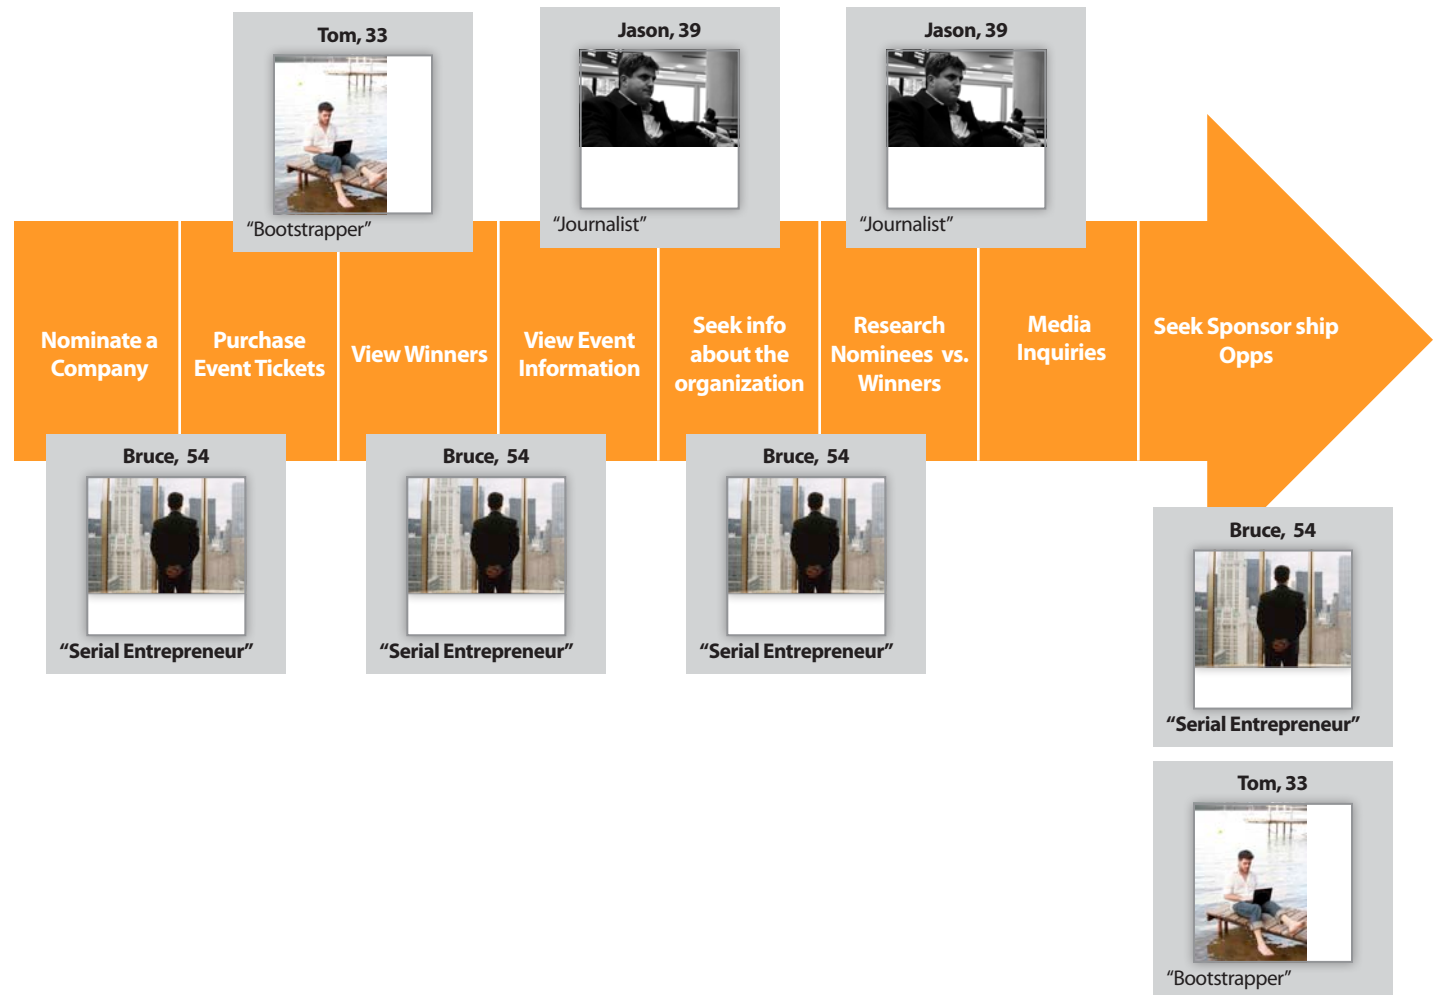 Tom, 33
“Bootstrapper”
Jason, 39
“Journalist”
Jason, 39
“Journalist”
Nominate a
Company
Purchase
Event Tickets
View Winners
View Event
Information
Seek info
about the
organization
Research
Nominees vs.
Winners
Media
Inquiries
Seek Sponsor ship
Opps
Bruce, 54
“Serial Entrepreneur”
Bruce, 54
“Serial Entrepreneur”
Bruce, 54
“Serial Entrepreneur”
Bruce, 54
“Serial Entrepreneur”
Tom, 33
“Bootstrapper”